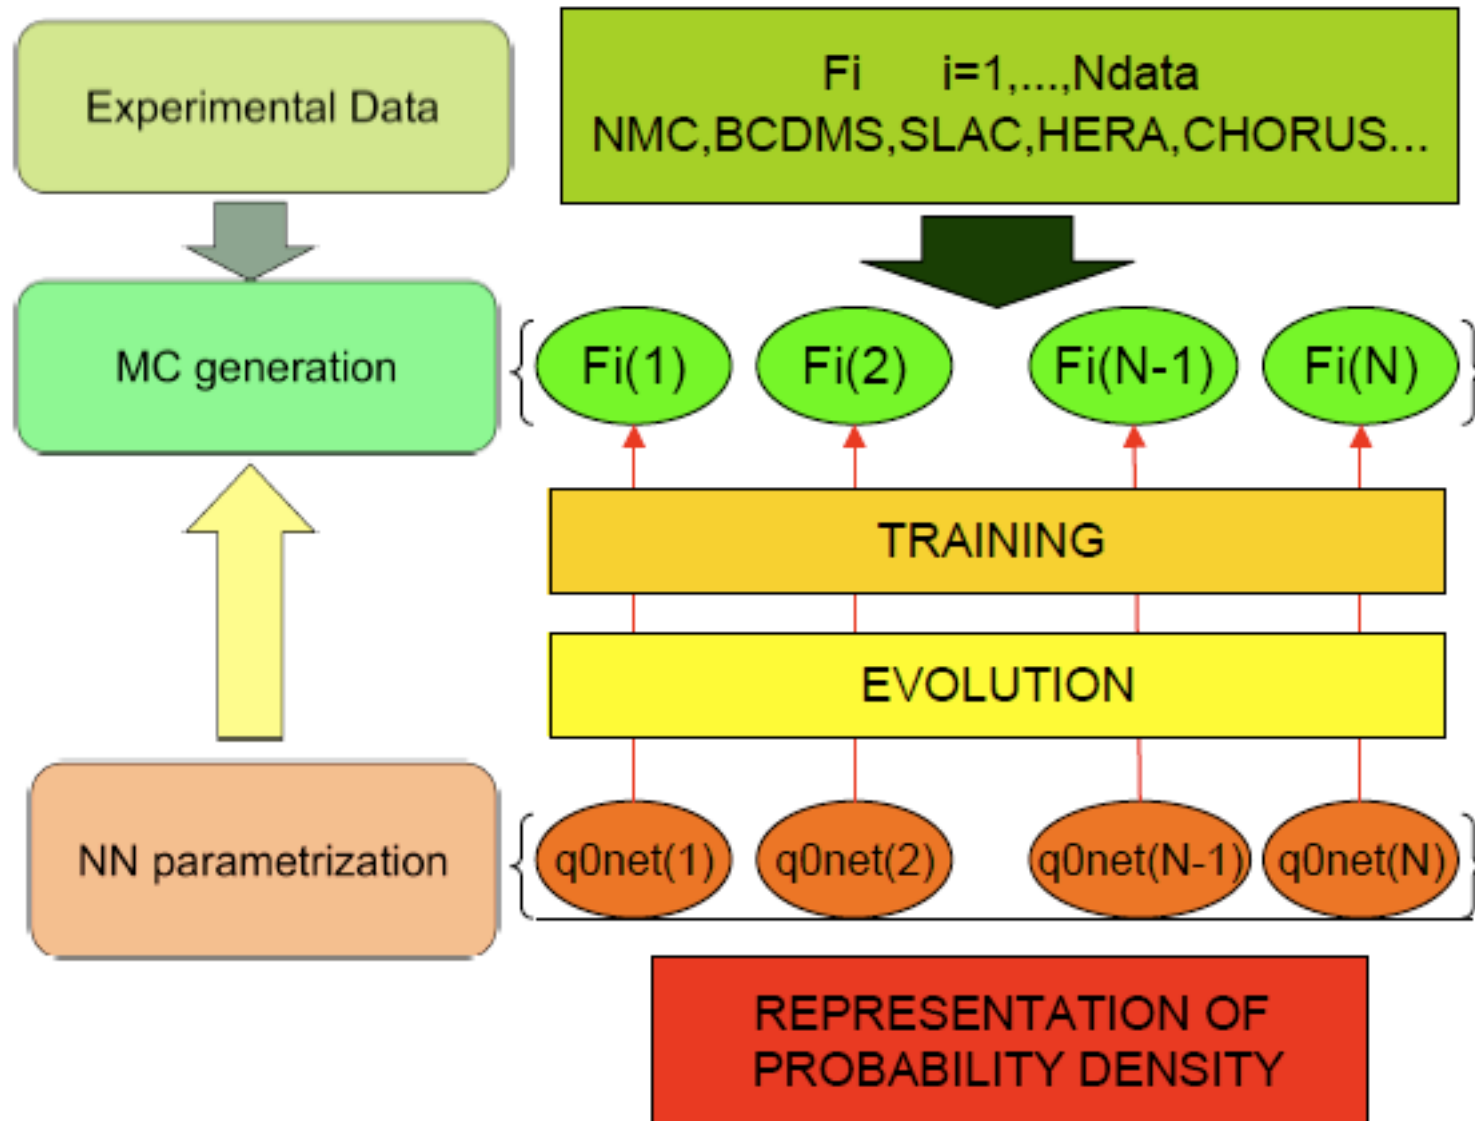 Experimental Data
Fi i=1,...,Ndata
NMC,BCDMS,SLAC,HERA,CHORUS...
MC generation
Fi(1)
Fi(2)
Fi(N-1)
Fi(N)
TRAINING
EVOLUTION
NN parametrization
q0net(1)
q0net(2)
q0net(N-1)
q0net(N)
REPRESENTATION OF
PROBABILITY DENSITY